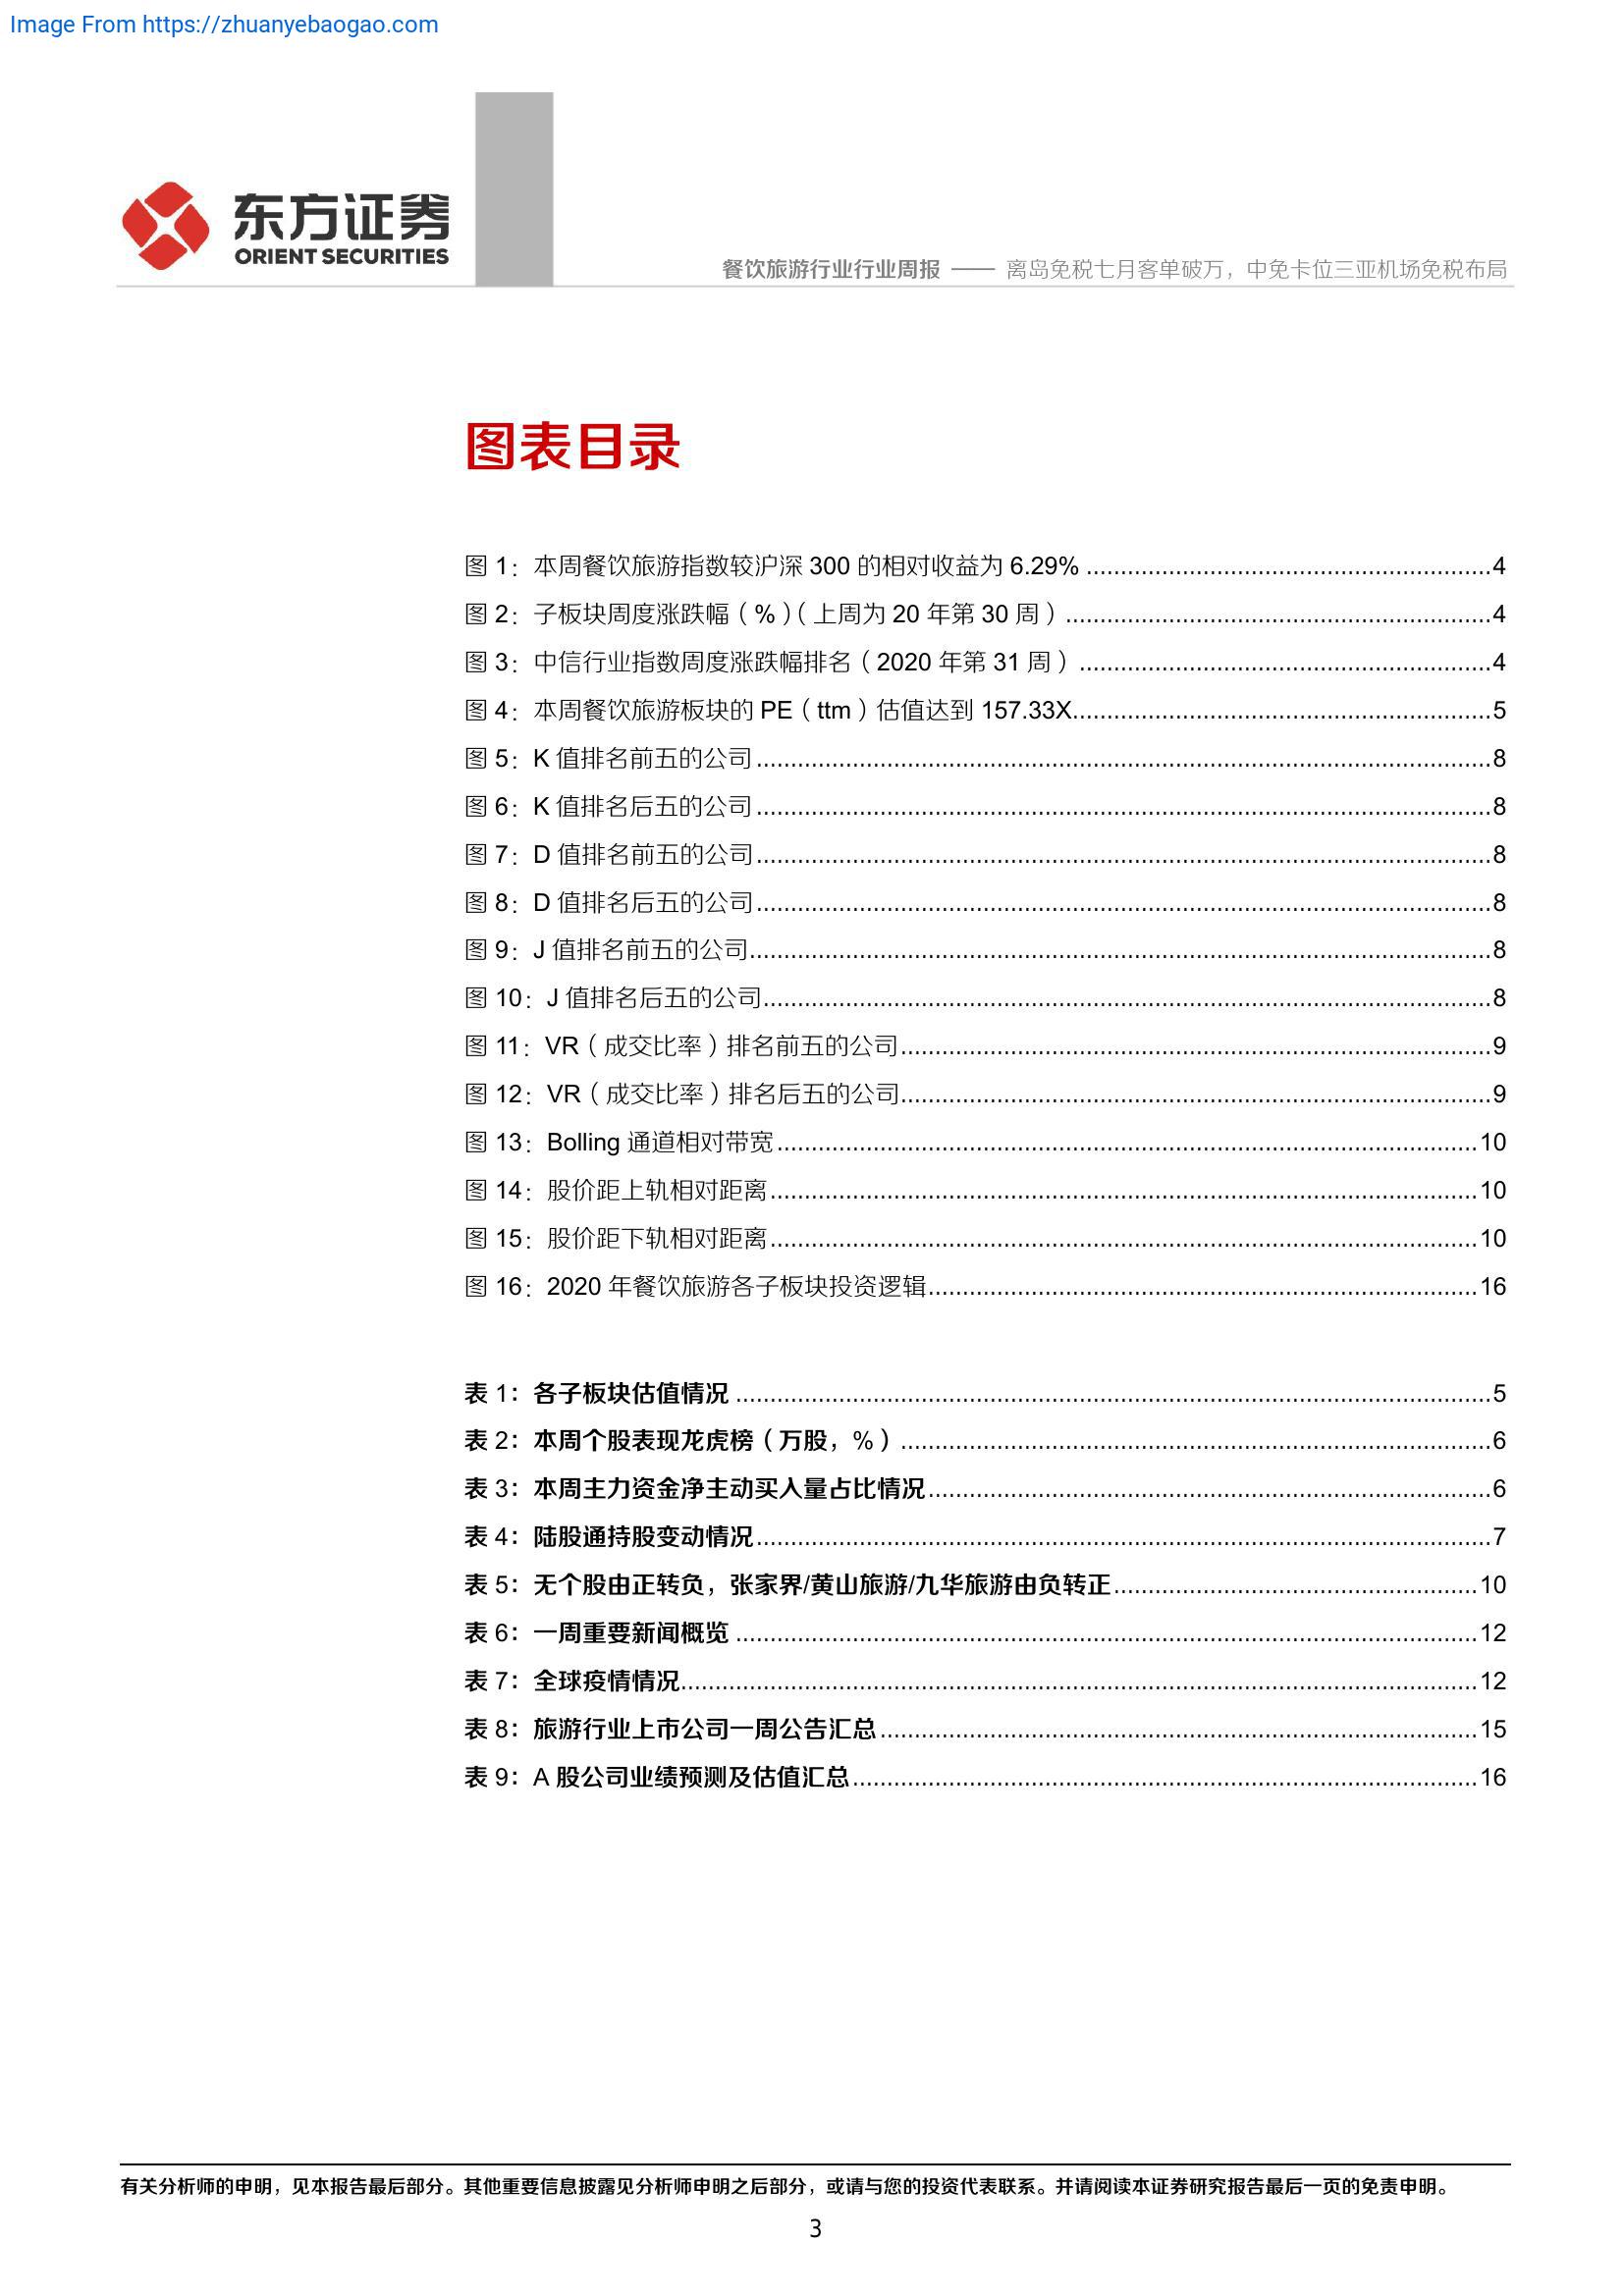 Image From https://zhuanyebaogao.com
东方证券
ORIENT SECURITIES
餐饮旅游行业行业周报 —— 离岛免税七月客单破万，中免卡位三亚机场免税布局
图表目录
图 1：本周餐饮旅游指数较沪深 300 的相对收益为 6.29% ...........................................................4
图 2：子板块周度涨跌幅（%）（上周为 20 年第 30 周）..............................................................4
图 3：中信行业指数周度涨跌幅排名（2020 年第 31 周）............................................................4
图 4：本周餐饮旅游板块的 PE（ttm）估值达到 157.33X.............................................................5
图 5：K 值排名前五的公司...........................................................................................................8
图 6：K 值排名后五的公司...........................................................................................................8
图 7：D 值排名前五的公司...........................................................................................................8
图 8：D 值排名后五的公司...........................................................................................................8
图 9：J 值排名前五的公司............................................................................................................8
图 10：J 值排名后五的公司..........................................................................................................8
图 11：VR（成交比率）排名前五的公司......................................................................................9
图 12：VR（成交比率）排名后五的公司......................................................................................9
图 13：Bolling 通道相对带宽......................................................................................................10
图 14：股价距上轨相对距离.......................................................................................................10
图 15：股价距下轨相对距离.......................................................................................................10
图 16：2020 年餐饮旅游各子板块投资逻辑................................................................................16
表 1：各子板块估值情况 ..............................................................................................................5
表 2：本周个股表现龙虎榜（万股，%）......................................................................................6
表 3：本周主力资金净主动买入量占比情况..................................................................................6
表 4：陆股通持股变动情况...........................................................................................................7
表 5：无个股由正转负，张家界/黄山旅游/九华旅游由负转正.....................................................10
表 6：一周重要新闻概览 ............................................................................................................12
表 7：全球疫情情况....................................................................................................................12
表 8：旅游行业上市公司一周公告汇总.......................................................................................15
表 9：A 股公司业绩预测及估值汇总...........................................................................................16
有关分析师的申明，见本报告最后部分。其他重要信息披露见分析师申明之后部分，或请与您的投资代表联系。并请阅读本证券研究报告最后一页的免责申明。
3